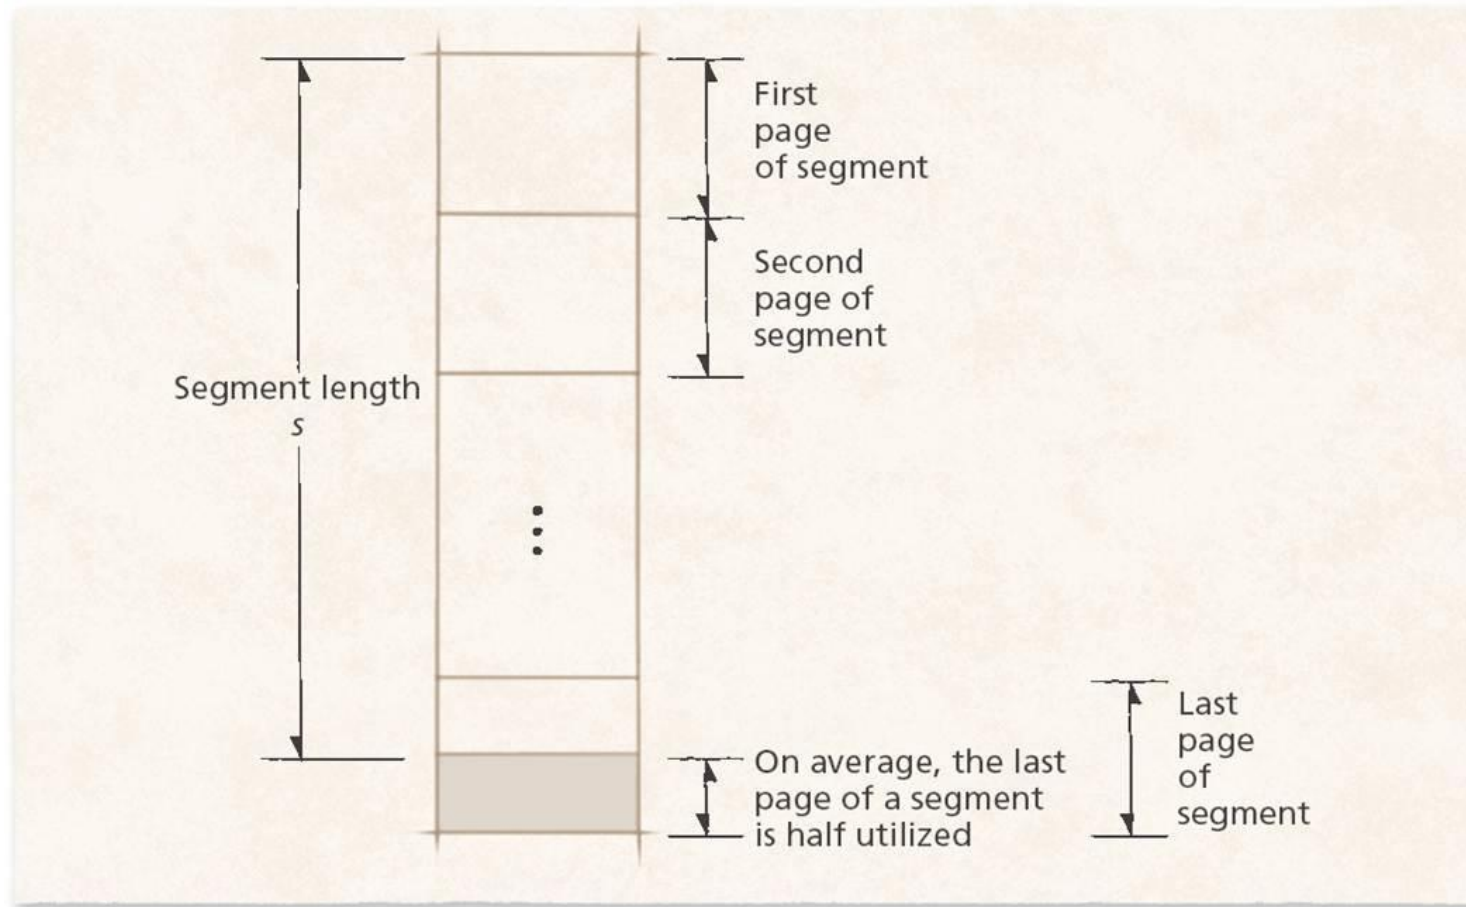 First
page
of segment
Second
page of
segment
Segment length
s
On average, the last
page of a segment
is half utilized
Last
page
of
segment